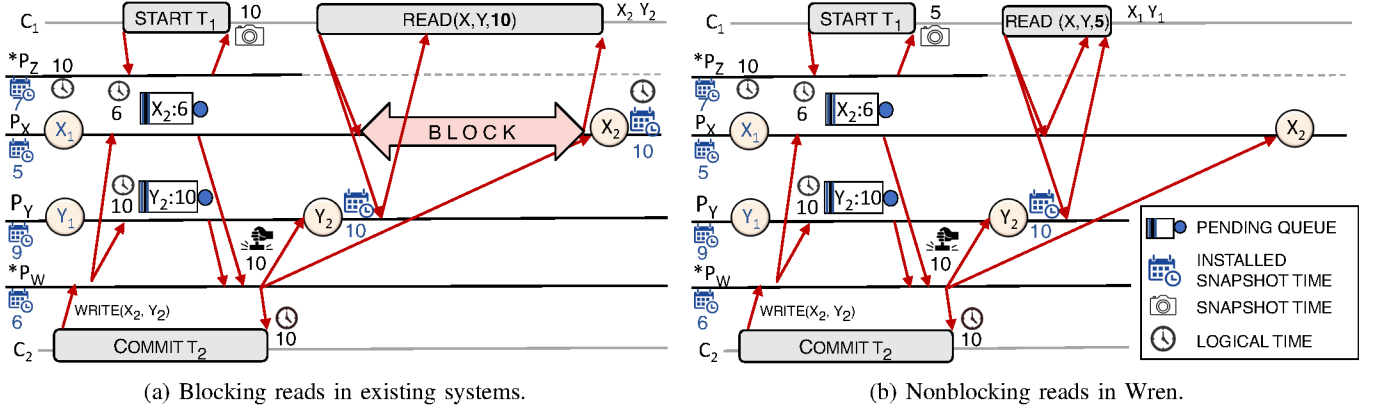 C1 START T1 10 READ(X,Y,10) X2 Y2
*PZ 10
7 6 X2:6
PX X1 BLOCK X2
5 10
10 Y2:10
PY Y1 Y2
9 10 10
*PW
6 WRITE(X2, Y2)
10
C2 COMMIT T2
(a) Blocking reads in existing systems.
C1 START T1 5 READ (X,Y,5) X1 Y1
*PZ 10
7 6 X2:6
PX X1 X2
5
10 Y2:10
PY Y1 Y2
9 10 10
*PW
6 WRITE(X2, Y2)
10
C2 COMMIT T2
PENDING QUEUE
INSTALLED
SNAPSHOT TIME
SNAPSHOT TIME
LOGICAL TIME
(b) Nonblocking reads in Wren.